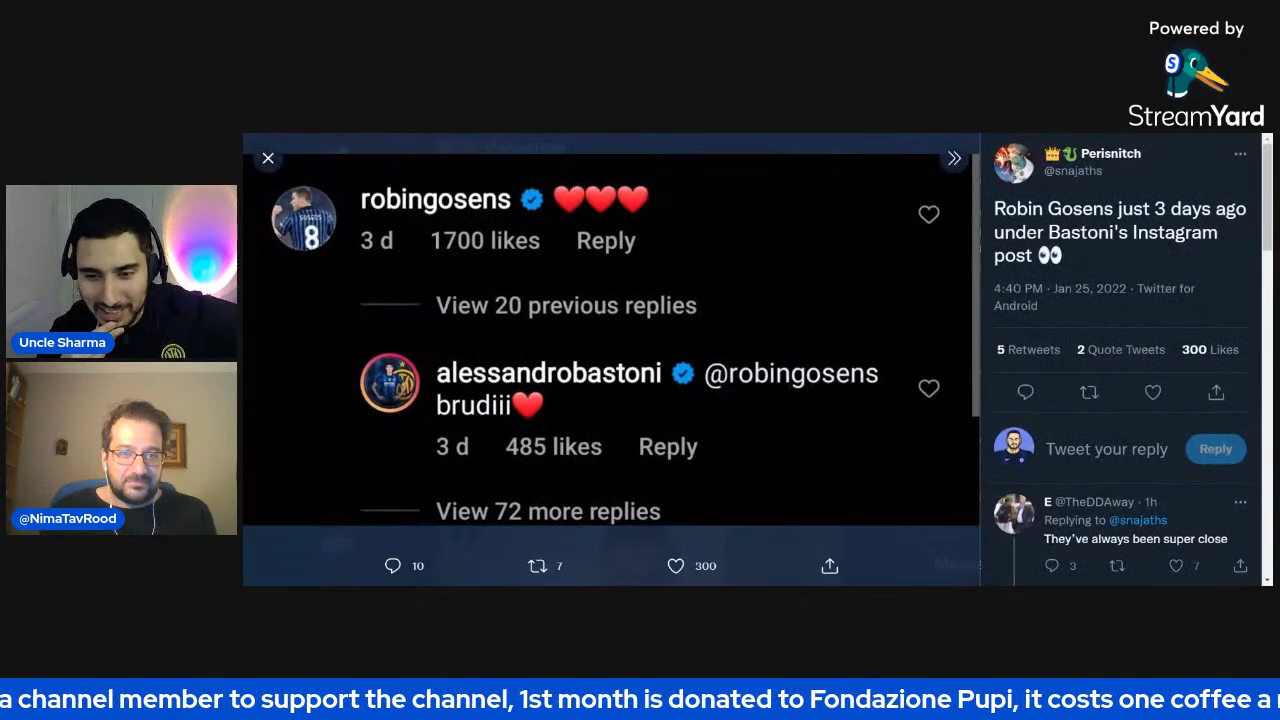 Powered by
StreamYard
Uncle Sharma
@NimaTavRood
robingosens ❤️❤️❤️
3 d 1700 likes Reply
View 20 previous replies
GOSENS
8
alessandrobastoni @robingosens
brudiii❤️
3 d 485 likes Reply
View 72 more replies
10 7 300
👑🐍 Perisnitch
@snajaths
Robin Gosens just 3 days ago
under Bastoni's Instagram
post 👀
4:40 PM · Jan 25, 2022 · Twitter for
Android
5 Retweets 2 Quote Tweets 300 Likes
Tweet your reply Reply
E @TheDDAway · 1h
Replying to @snajaths
They've always been super close
3 7
a channel member to support the channel, 1st month is donated to Fondazione Pupi, it costs one coffee a